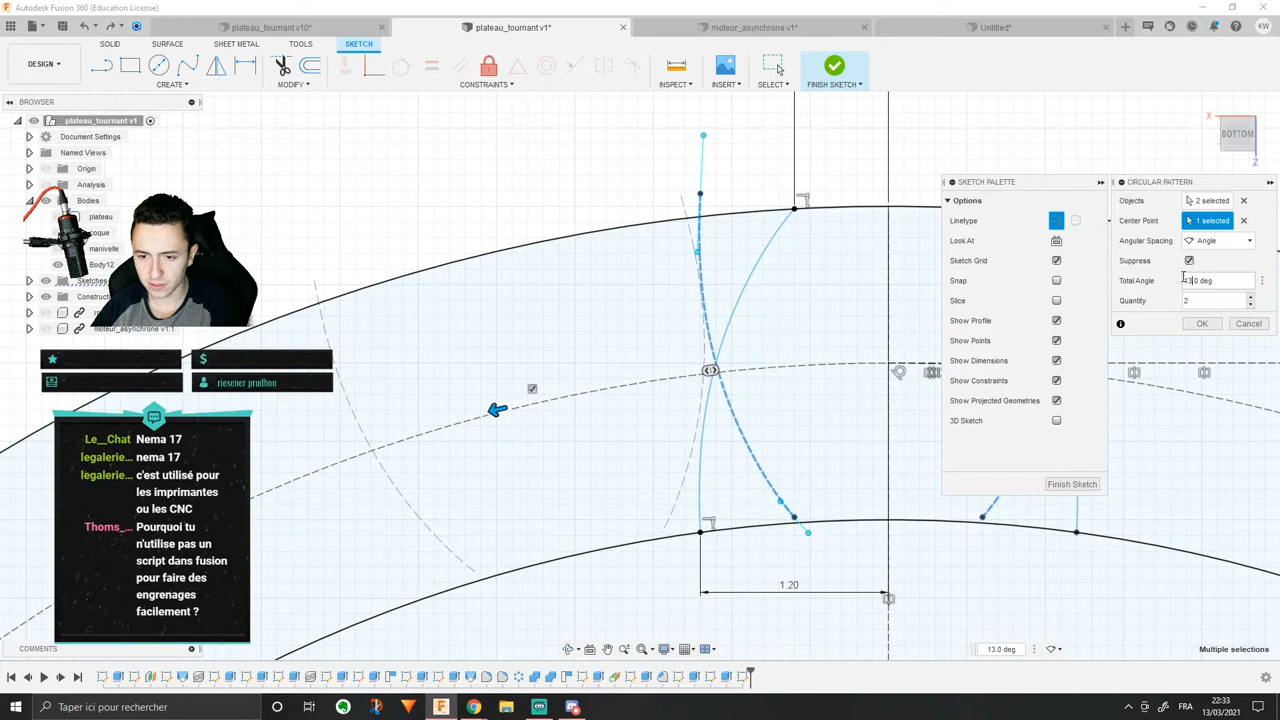 Autodesk Fusion 360 (Education License)
plateau_tournant v10*
plateau_tournant v1*
moteur_asynchrone v1*
Untitled*
KW
SOLID
SURFACE
SHEET METAL
TOOLS
SKETCH
DESIGN
CREATE
MODIFY
CONSTRAINTS
INSPECT
INSERT
SELECT
FINISH SKETCH
BROWSER
plateau_tournant v1
Document Settings
Named Views
Origin
Analysis
Bodies
plateau
coque
manivelle
Body12
Sketches
Construc
moteur_asynchrone v1:1
BOTTOM
X
Z
SKETCH PALETTE
Options
Linetype
Look At
Sketch Grid
Snap
Slice
Show Profile
Show Points
Show Dimensions
Show Constraints
Show Projected Geometries
3D Sketch
Finish Sketch
CIRCULAR PATTERN
Objects
2 selected
Center Point
1 selected
Angular Spacing
Angle
Suppress
Total Angle
13.0 deg
Quantity
2
OK
Cancel
1.20
riesener prudhon
Le__Chat Nema 17
legalerie… nema 17
legalerie… c'est utilisé pour
les imprimantes
ou les CNC
Thoms_… Pourquoi tu
n'utilise pas un
script dans fusion
pour faire des
engrenages
facilement ?
COMMENTS
13.0 deg
Multiple selections
Taper ici pour rechercher
FRA
22:33
13/03/2021